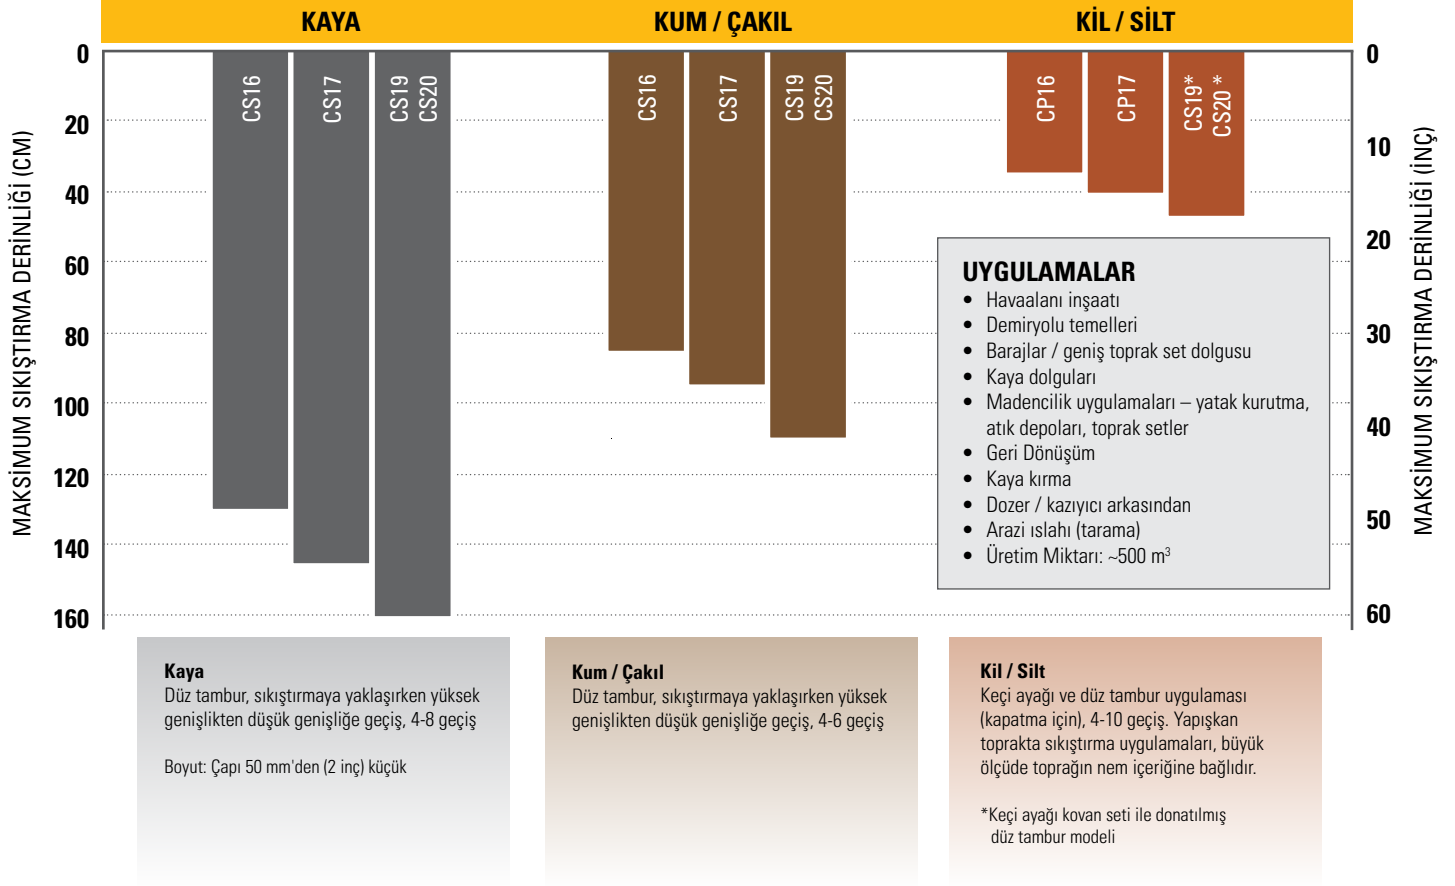 KAYA
KUM / ÇAKIL
KİL / SİLT
MAKSİMUM SIKIŞTIRMA DERİNLİĞİ (CM)
0
20
40
60
80
100
120
140
160
CS16
CS17
CS19
CS20
CS16
CS17
CS19
CS20
CP16
CP17
CS19*
CS20 *
0
10
20
30
40
50
60
MAKSİMUM SIKIŞTIRMA DERİNLİĞİ (İNÇ)
UYGULAMALAR
• Havaalanı inşaatı
• Demiryolu temelleri
• Barajlar / geniş toprak set dolgusu
• Kaya dolguları
• Madencilik uygulamaları – yatak kurutma,
atık depoları, toprak setler
• Geri Dönüşüm
• Kaya kırma
• Dozer / kazıyıcı arkasından
• Arazi ıslahı (tarama)
• Üretim Miktarı: ~500 m³
Kaya
Düz tambur, sıkıştırmaya yaklaşırken yüksek
genişlikten düşük genişliğe geçiş, 4-8 geçiş
Boyut: Çapı 50 mm'den (2 inç) küçük
Kum / Çakıl
Düz tambur, sıkıştırmaya yaklaşırken yüksek
genişlikten düşük genişliğe geçiş, 4-6 geçiş
Kil / Silt
Keçi ayağı ve düz tambur uygulaması
(kapatma için), 4-10 geçiş. Yapışkan
toprakta sıkıştırma uygulamaları, büyük
ölçüde toprağın nem içeriğine bağlıdır.
*Keçi ayağı kovan seti ile donatılmış
düz tambur modeli